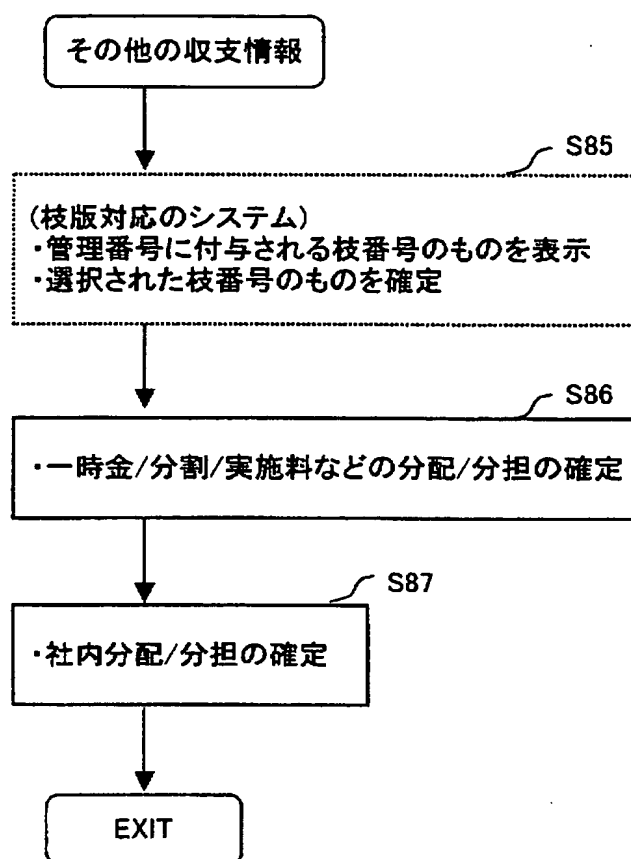 その他の収支情報
S85
(枝版対応のシステム)
・管理番号に付与される枝番号のものを表示
・選択された枝番号のものを確定
S86
・一時金/分割/実施料などの分配/分担の確定
S87
・社内分配/分担の確定
EXIT